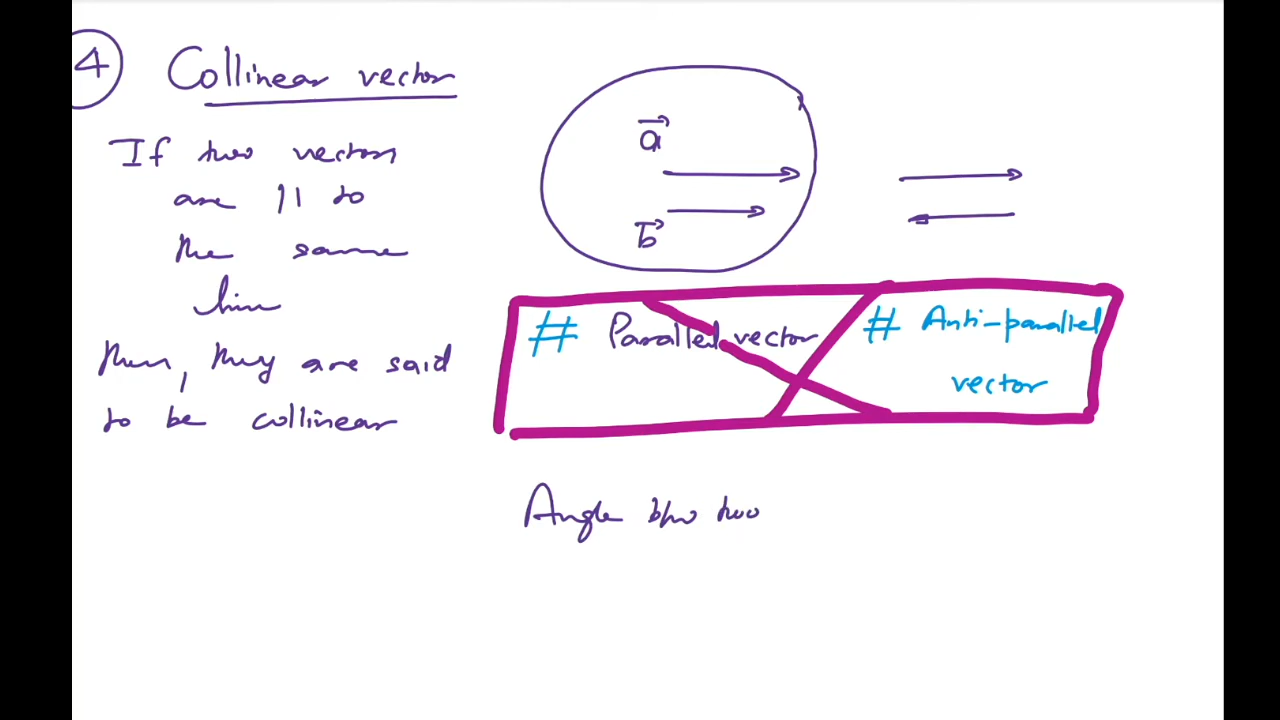 4 Collinear vector
If two vectors
are || to
the same
line
then, they are said
to be collinear
a
b
# Parallel vector
# Anti-parallel
vector
Angle b/w two